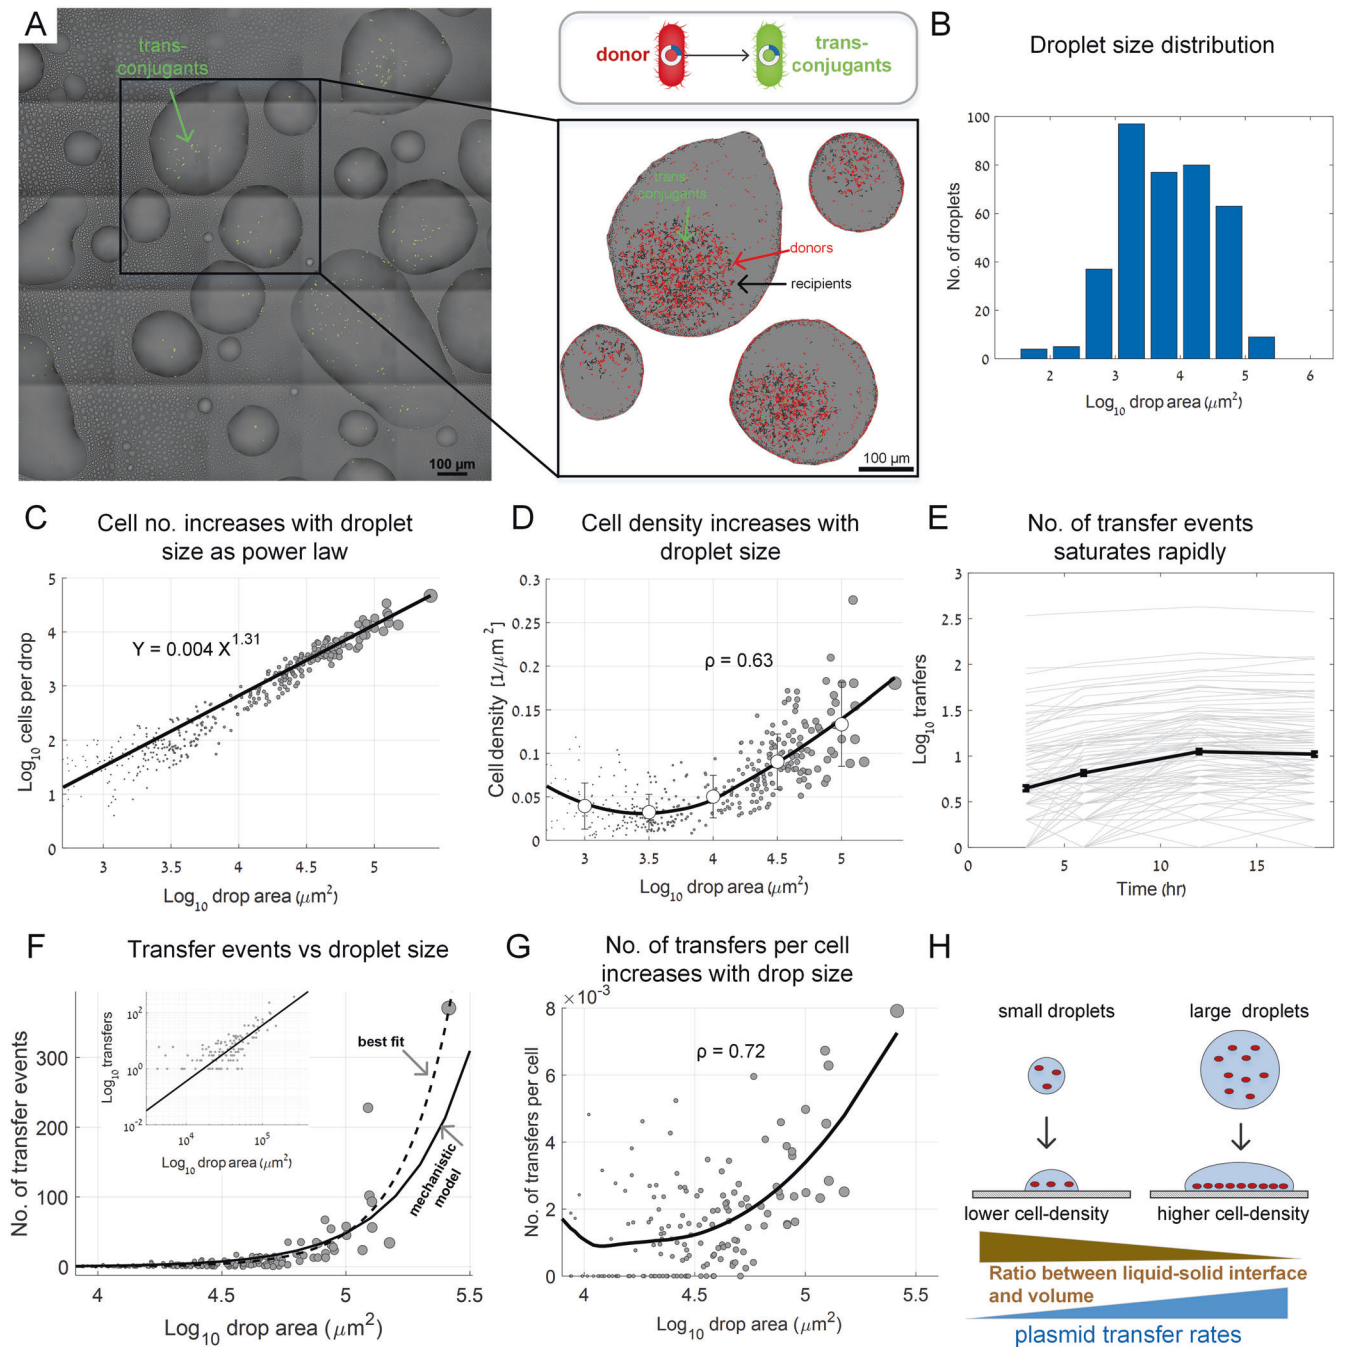 A
trans-
conjugants
100 µm
donor
trans-
conjugants
trans-
conjugants
donors
recipients
100 µm
B
Droplet size distribution
No. of droplets
100
80
60
40
20
0
2 3 4 5 6
Log10 drop area (µm²)
C
Cell no. increases with droplet
size as power law
Log10 cells per drop
5
4
3
2
1
0
Y = 0.004 X^1.31
3 3.5 4 4.5 5
Log10 drop area (µm²)
D
Cell density increases with
droplet size
Cell density [1/µm²]
0.3
0.25
0.2
0.15
0.1
0.05
0
ρ = 0.63
3 3.5 4 4.5 5
Log10 drop area (µm²)
E
No. of transfer events
saturates rapidly
Log10 tranfers
3
2.5
2
1.5
1
0.5
0
0 5 10 15
Time (hr)
F
Transfer events vs droplet size
No. of transfer events
300
200
100
0
Log10 transfers
10^2
10^0
10^-2
10^4 10^5
Log10 drop area (µm²)
best fit
mechanistic
model
4 4.5 5 5.5
Log10 drop area (µm²)
G
No. of transfers per cell
increases with drop size
×10^-3
No. of transfers per cell
8
6
4
2
0
ρ = 0.72
4 4.5 5 5.5
Log10 drop area (µm²)
H
small droplets
large droplets
lower cell-density
higher cell-density
Ratio between liquid-solid interface
and volume
plasmid transfer rates